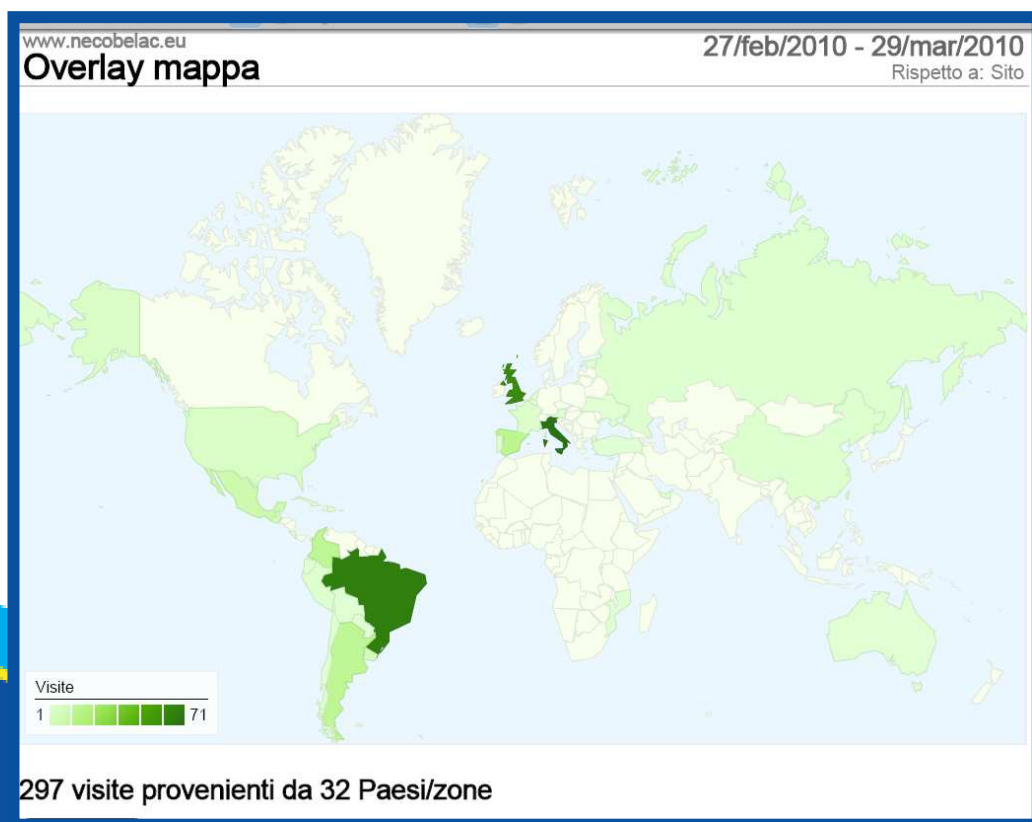 www.necobelac.eu
27/feb/2010 - 29/mar/2010
Overlay mappa
Rispetto a: Sito
Visite
1 71
297 visite provenienti da 32 Paesi/zone